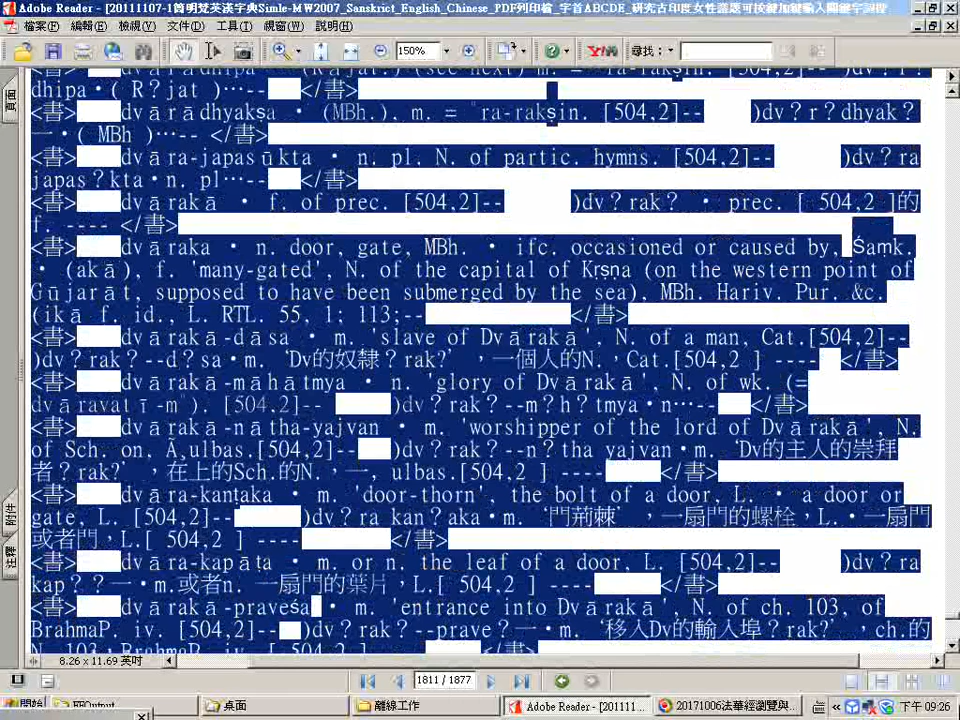 Adobe Reader - [20111107-1簡明梵英漢字典Simle-MW2007_Sanskrict_English_Chinese_PDF列印檔_字首ABCDE_研究古印度女性議題可按
檔案(F) 編輯(E) 檢視(V) 文件(D) 工具(T) 視窗(W) 說明(H)
150% Y! 尋找:
頁面
dhipa·( R?jat )…-- </書>
<書> dvārādhyakṣa · (MBh.), m. = °ra-rakṣin. [504,2]-- )dv?r?dhyak?
一·( MBh )…-- </書>
<書> dvāra-japasūkta · n. pl. N. of partic. hymns. [504,2]-- )dv?ra
japas?kta·n. pl…-- </書>
<書> dvārakā · f. of prec. [504,2]-- )dv?rak? · prec. [ 504,2 ]的
f. ---- </書>
<書> dvāraka · n. door, gate, MBh. · ifc. occasioned or caused by, Śaṃk.
· (akā), f. 'many-gated', N. of the capital of Kṛṣṇa (on the western point of
Gūjarāt, supposed to have been submerged by the sea), MBh. Hariv. Pur. &c.
(ikā f. id., L. RTL. 55, 1; 113;-- </書>
<書> dvārakā-dāsa · m. 'slave of Dvārakā', N. of a man, Cat.[504,2]--
)dv?rak?--d?sa·m. ‘Dv的奴隸?rak?’，一個人的N.，Cat.[504,2 ] ---- </書>
<書> dvārakā-māhātmya · n. 'glory of Dvārakā', N. of wk. (=
dvāravatī-m°). [504,2]-- )dv?rak?--m?h?tmya·n…-- </書>
<書> dvārakā-nātha-yajvan · m. 'worshipper of the lord of Dvārakā', N.
of Sch. on, Ã,ulbas.[504,2]-- )dv?rak?--n?tha yajvan·m. ‘Dv的主人的崇拜
者?rak?’，在上的Sch.的N.，一, ulbas.[504,2 ] ---- </書>
<書> dvāra-kaṇṭaka · m. 'door-thorn', the bolt of a door, L. · a door or
gate, L. [504,2]-- )dv?ra kan?aka·m. ‘門荊棘’，一扇門的螺栓，L.·一扇門
或者門，L.[ 504,2 ] ---- </書>
<書> dvāra-kapāṭa · m. or n. the leaf of a door, L. [504,2]-- )dv?ra
kap??一·m.或者n. 一扇門的葉片，L.[ 504,2 ] ---- </書>
<書> dvārakā-praveśa · m. 'entrance into Dvārakā', N. of ch. 103, of
BrahmaP. iv. [504,2]-- )dv?rak?--prave?一·m. ‘移入Dv的輸入埠?rak?’，ch.的
N. 103，BrahmaP. iv. [504,2 ] ---- </書>
附件
註釋
8.26 x 11.69 英吋
1811 / 1877
開始 FFOutput 桌面 離線工作 Adobe Reader - [201111... 20171006法華經瀏覽與... 下午 09:26